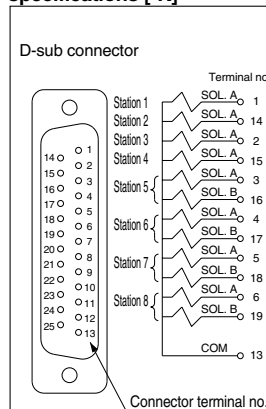 specifications [-K]
D-sub connector
Terminal no.
Station 1 SOL. A 1
Station 2 SOL. A 14
Station 3 SOL. A 2
Station 4 SOL. A 15
Station 5 SOL. A 3
SOL. B 16
Station 6 SOL. A 4
SOL. B 17
Station 7 SOL. A 5
SOL. B 18
Station 8 SOL. A 6
SOL. B 19
COM 13
1
14
2
15
3
16
4
17
5
18
6
19
7
20
8
21
9
22
10
23
11
24
12
25
13
Connector terminal no.